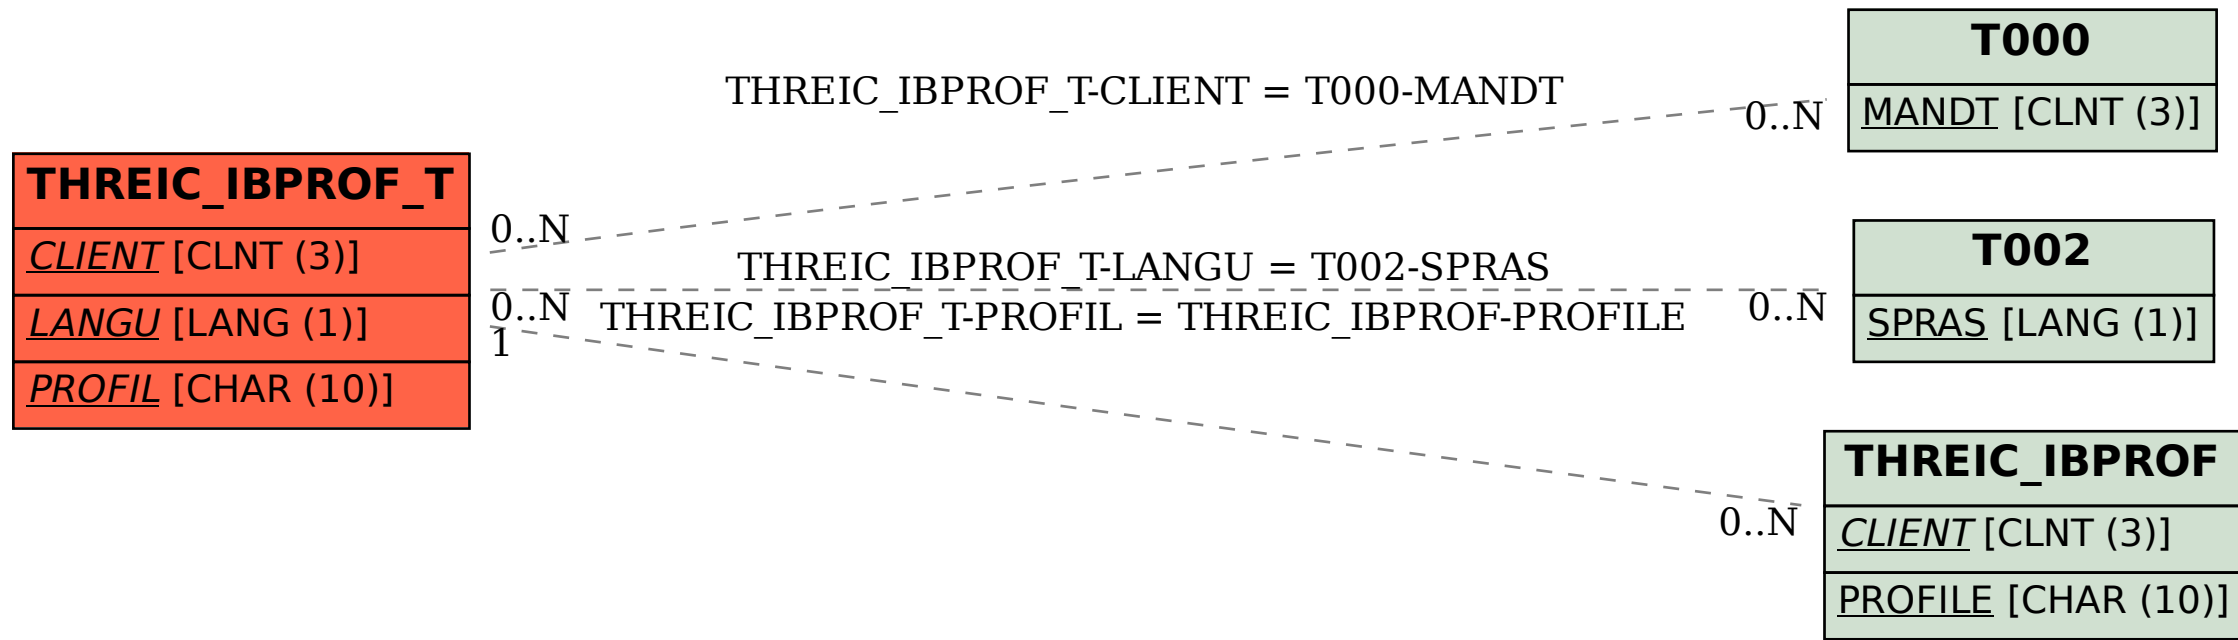 T000
MANDT [CLNT (3)]
THREIC_IBPROF_T-CLIENT = T000-MANDT
0..N
THREIC_IBPROF_T
CLIENT [CLNT (3)]
LANGU [LANG (1)]
PROFIL [CHAR (10)]
0..N
THREIC_IBPROF_T-LANGU = T002-SPRAS
0..N
THREIC_IBPROF_T-PROFIL = THREIC_IBPROF-PROFILE
0..N
1
T002
SPRAS [LANG (1)]
0..N
THREIC_IBPROF
CLIENT [CLNT (3)]
PROFILE [CHAR (10)]